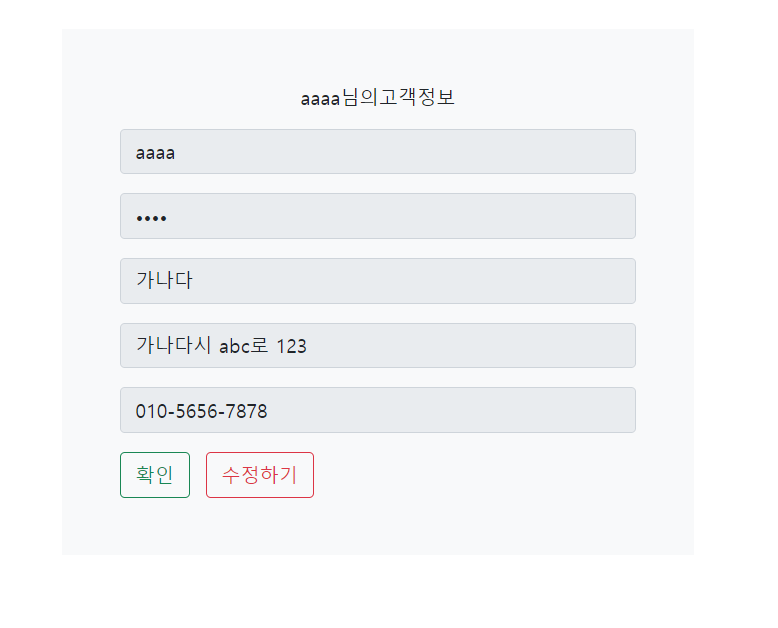 aaaa님의고객정보
aaaa
••••
가나다
가나다시 abc로 123
010-5656-7878
확인 수정하기